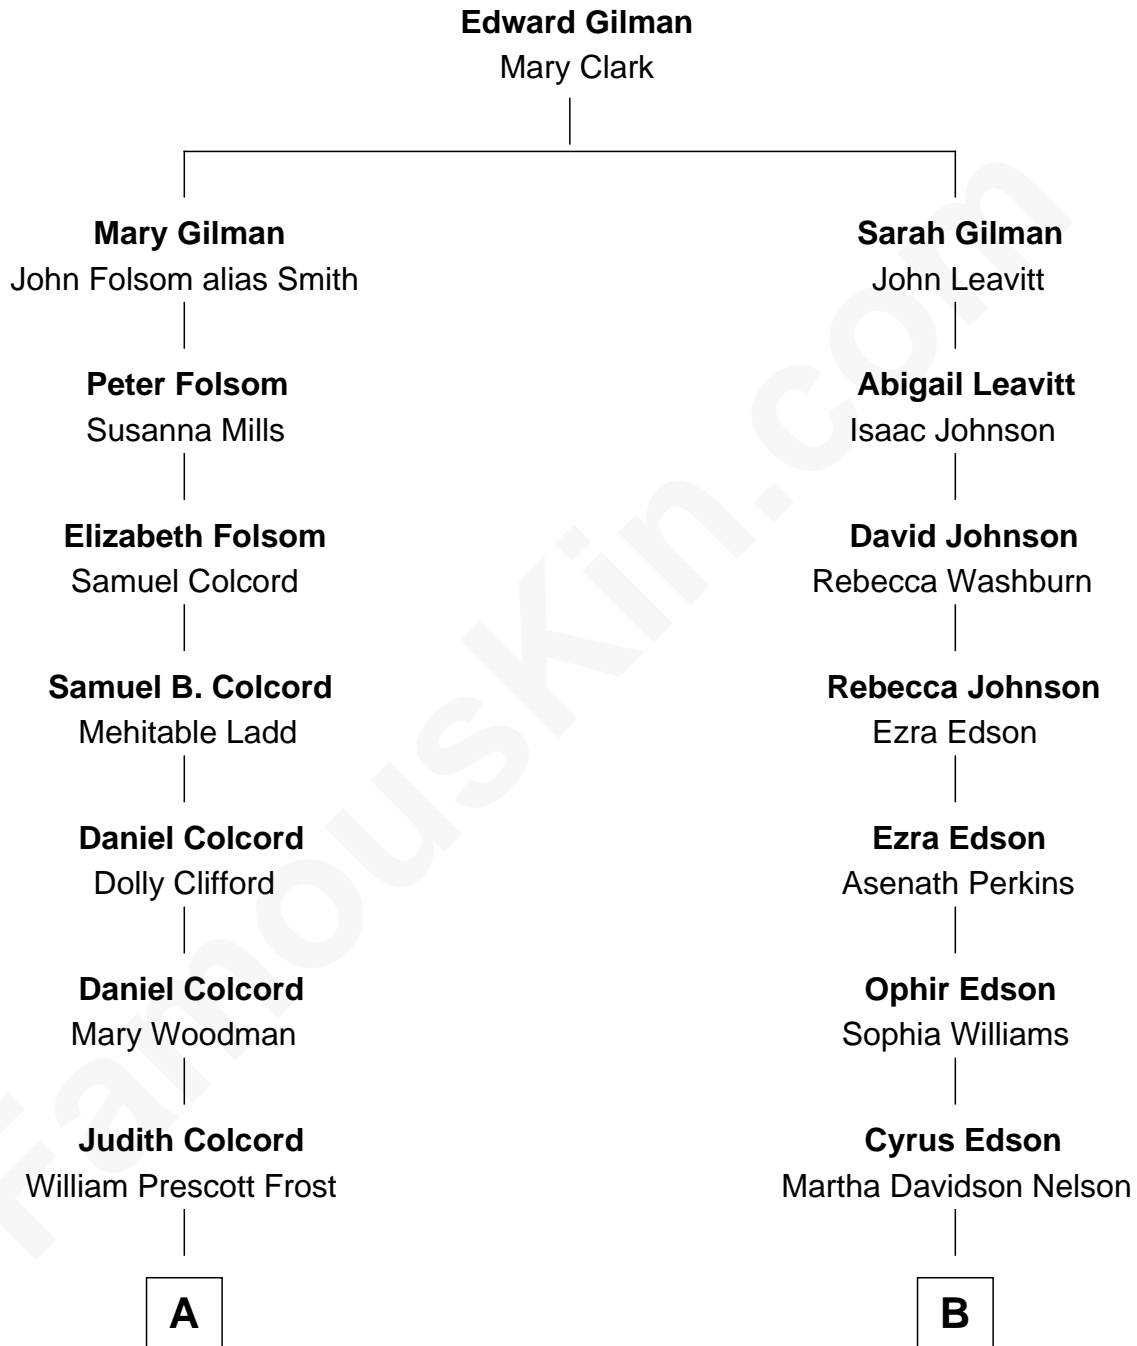 Edward Gilman
Mary Clark
Mary Gilman
John Folsom alias Smith
Sarah Gilman
John Leavitt
Peter Folsom
Susanna Mills
Abigail Leavitt
Isaac Johnson
Elizabeth Folsom
Samuel Colcord
David Johnson
Rebecca Washburn
Samuel B. Colcord
Mehitable Ladd
Rebecca Johnson
Ezra Edson
Daniel Colcord
Dolly Clifford
Ezra Edson
Asenath Perkins
Daniel Colcord
Mary Woodman
Ophir Edson
Sophia Williams
Judith Colcord
William Prescott Frost
Cyrus Edson
Martha Davidson Nelson
A
B
FamousKin.com